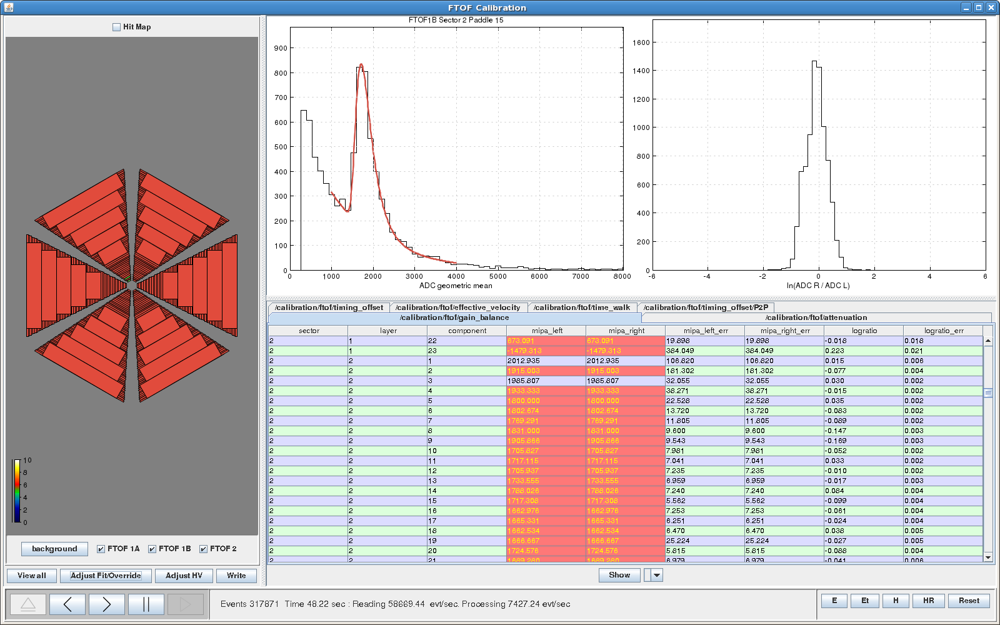 FTOF Calibration
Hit Map
10
8
6
4
2
0
background FTOF 1A FTOF 1B FTOF 2
View all Adjust Fit/Override Adjust HV Write
FTOF1B Sector 2 Paddle 15
900
800
700
600
500
400
300
200
100
0
0 1000 2000 3000 4000 5000 6000 7000 8000
ADC geometric mean
1600
1400
1200
1000
800
600
400
200
0
-6 -4 -2 0 2 4 6
ln(ADC R / ADC L)
/calibration/ftof/timing_offset /calibration/ftof/effective_velocity /calibration/ftof/time_walk /calibration/ftof/timing_offset/P2P
/calibration/ftof/gain_balance /calibration/ftof/attenuation
sector layer component mipa_left mipa_right mipa_left_err mipa_right_err logratio logratio_err
2 1 22 673.091 673.091 19.898 19.898 -0.018 0.018
2 1 23 -1479.313 -1479.313 384.049 384.049 0.223 0.021
2 2 1 2012.935 2012.935 106.820 106.820 0.015 0.006
2 2 2 1915.003 1915.003 181.302 181.302 -0.077 0.004
2 2 3 1985.807 1985.807 32.055 32.055 0.030 0.002
2 2 4 1933.333 1933.333 38.271 38.271 -0.015 0.002
2 2 5 1800.000 1800.000 22.528 22.528 0.035 0.002
2 2 6 1802.674 1802.674 13.720 13.720 -0.083 0.002
2 2 7 1769.291 1769.291 11.805 11.805 -0.089 0.002
2 2 8 1831.000 1831.000 9.600 9.600 -0.147 0.003
2 2 9 1905.866 1905.866 9.543 9.543 -0.169 0.003
2 2 10 1705.827 1705.827 7.981 7.981 -0.052 0.002
2 2 11 1717.115 1717.115 7.041 7.041 0.033 0.002
2 2 12 1705.937 1705.937 7.235 7.235 -0.010 0.002
2 2 13 1733.555 1733.555 6.959 6.959 -0.017 0.003
2 2 14 1788.026 1788.026 7.240 7.240 0.084 0.004
2 2 15 1717.308 1717.308 5.562 5.562 -0.099 0.004
2 2 16 1662.976 1662.976 7.253 7.253 -0.061 0.004
2 2 17 1665.331 1665.331 6.251 6.251 -0.024 0.004
2 2 18 1662.534 1662.534 6.470 6.470 0.038 0.005
2 2 19 1666.667 1666.667 25.224 25.224 -0.027 0.005
2 2 20 1724.576 1724.576 5.815 5.815 -0.088 0.004
2 2 21 1689.280 1689.280 6.979 6.979 -0.041 0.006
Show
Events 317871 Time 48.22 sec : Reading 58669.44 evt/sec. Processing 7427.24 evt/sec
E Et H HR Reset